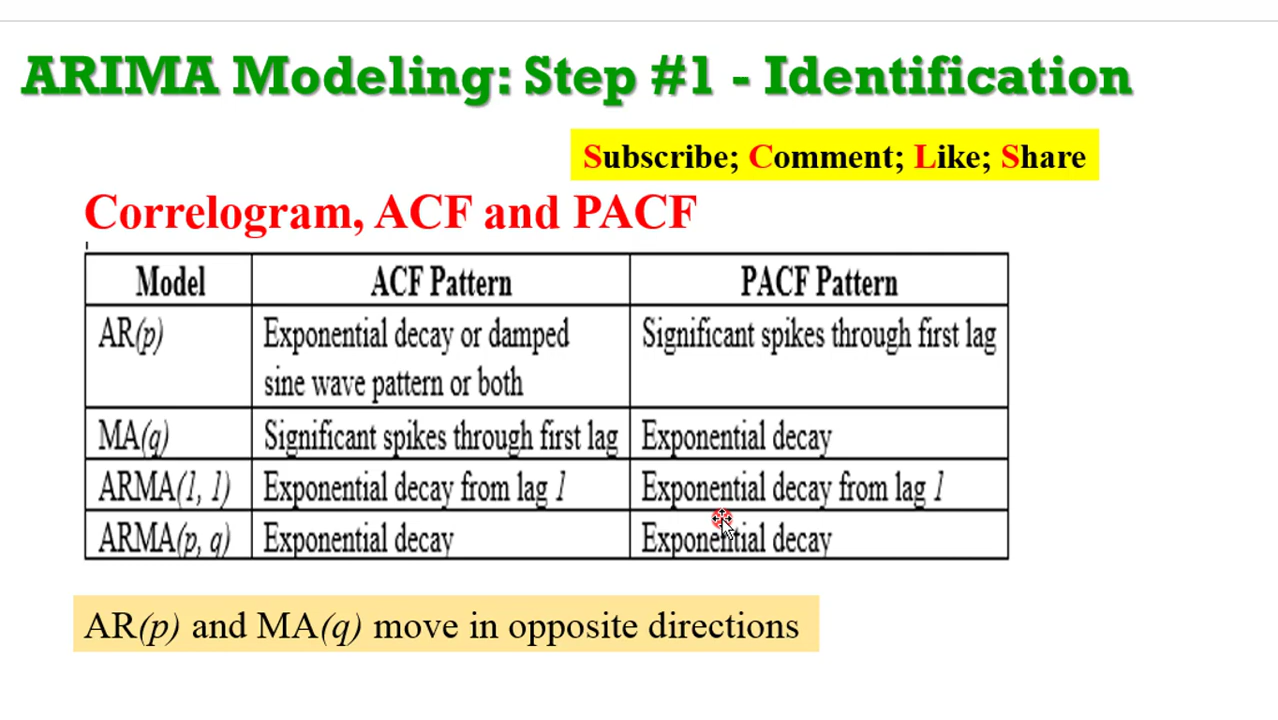 ARIMA Modeling: Step #1 - Identification
Subscribe; Comment; Like; Share
Correlogram, ACF and PACF
Model ACF Pattern PACF Pattern
AR(p) Exponential decay or damped Significant spikes through first lag
sine wave pattern or both
MA(q) Significant spikes through first lag Exponential decay
ARMA(1, 1) Exponential decay from lag 1 Exponential decay from lag 1
ARMA(p, q) Exponential decay Exponential decay
AR(p) and MA(q) move in opposite directions